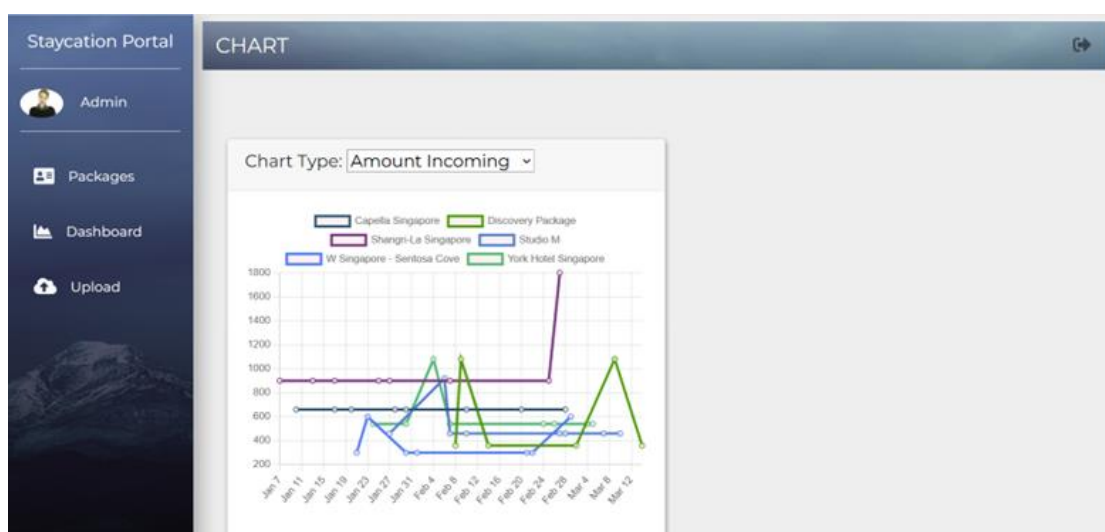 Staycation Portal
CHART
Admin
Packages
Dashboard
Upload
Chart Type: Amount Incoming
Capella Singapore Discovery Package
Shangri-La Singapore Studio M
W Singapore - Sentosa Cove York Hotel Singapore
1800
1600
1400
1200
1000
800
600
400
200
Jan 7 Jan 11 Jan 15 Jan 19 Jan 23 Jan 27 Jan 31 Feb 4 Feb 8 Feb 12 Feb 16 Feb 20 Feb 24 Feb 28 Mar 4 Mar 8 Mar 12